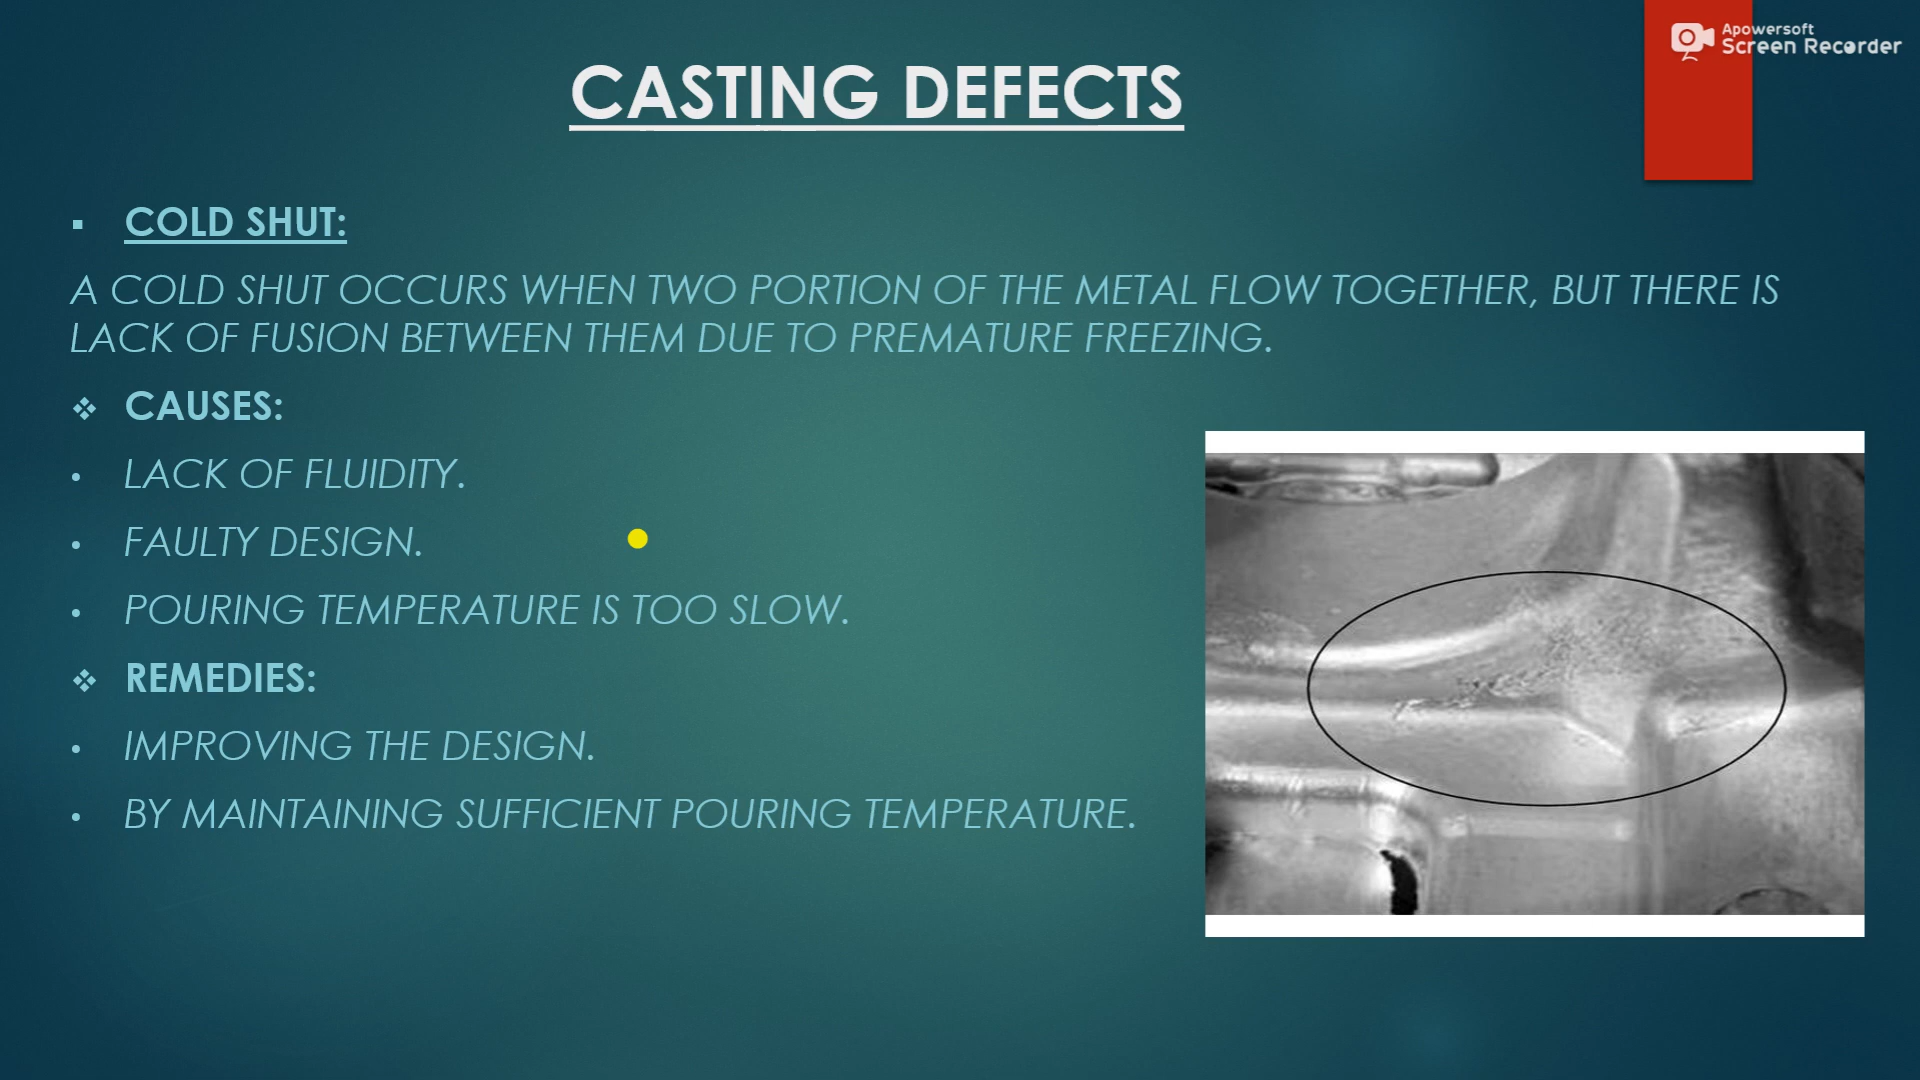 Apowersoft
Screen Recorder
CASTING DEFECTS
COLD SHUT:
A COLD SHUT OCCURS WHEN TWO PORTION OF THE METAL FLOW TOGETHER, BUT THERE IS
LACK OF FUSION BETWEEN THEM DUE TO PREMATURE FREEZING.
CAUSES:
LACK OF FLUIDITY.
FAULTY DESIGN.
POURING TEMPERATURE IS TOO SLOW.
REMEDIES:
IMPROVING THE DESIGN.
BY MAINTAINING SUFFICIENT POURING TEMPERATURE.